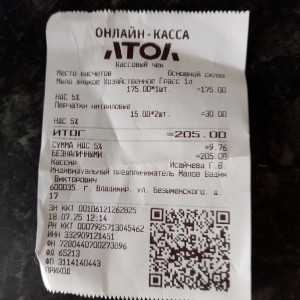 ОНЛАЙН-КАССА
АТОЛ
Кассовый чек
Место расчетов Основной склад
Мыло жидкое Хозяйственное Грасс 1л
175.00*1шт. =175.00
НДС 5%
Перчатки нитриловые
15.00*2шт. =30.00
НДС 5%
ИТОГ =205.00
СУММА НДС 5% =9.76
БЕЗНАЛИЧНЫМИ =205.00
Кассир Исайчева Г.В.
Индивидуальный предприниматель Малов Вадим
Викторович
600035, г. Владимир, ул. Безыменского, д.
17
ЗН ККТ 00106121262825
18.07.25 12:14
РН ККТ 0007925713045462
ИНН 332909121451
ФН 7280440700273096
ФД 65213
ФП 3114140443
ПРИХОД